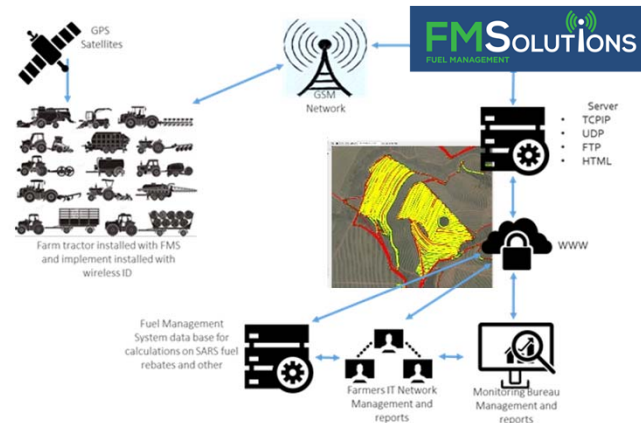 GPS
Satellites
FMSOLUTIONS
FUEL MANAGEMENT
GSM
Network
Server
• TCPIP
• UDP
• FTP
• HTML
WWW
Farm tractor installed with FMS
and implement installed with
wireless ID
Fuel Management
System data base for
calculations on SARS fuel
rebates and other
Farmers IT Network
Management and
reports
Monitoring Bureau
Management and
reports